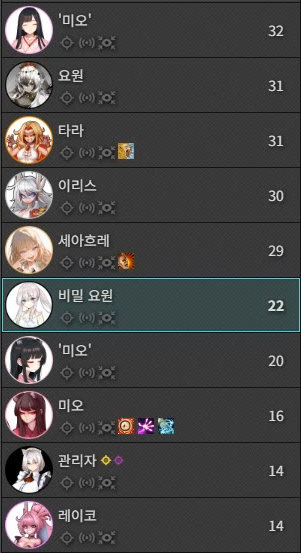 '미오' 32
요원 31
타라 31
이리스 30
세아흐레 29
비밀 요원 22
'미오' 20
미오 16
관리자 14
레이코 14